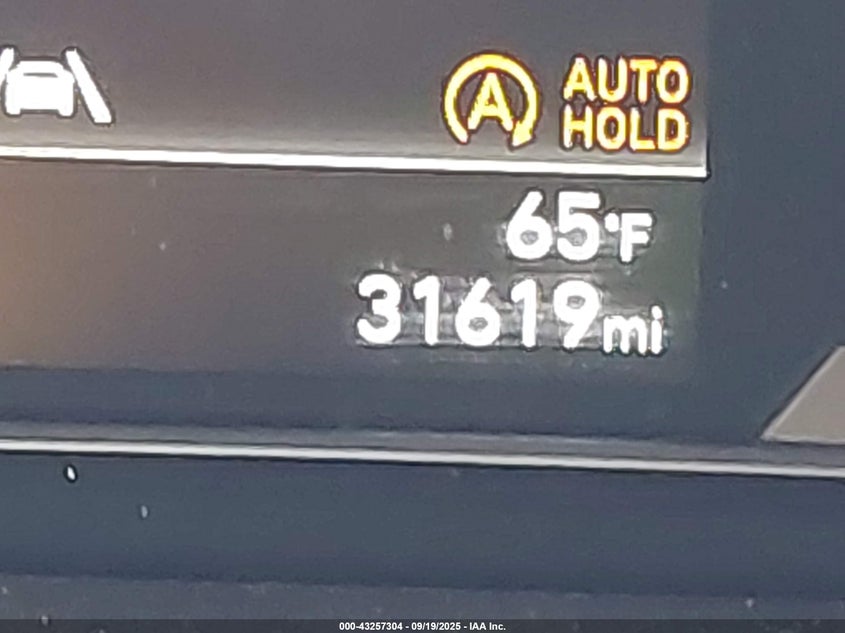 A AUTO
HOLD
65°F
31619mi
000-43257304 - 09/19/2025 - IAA Inc.